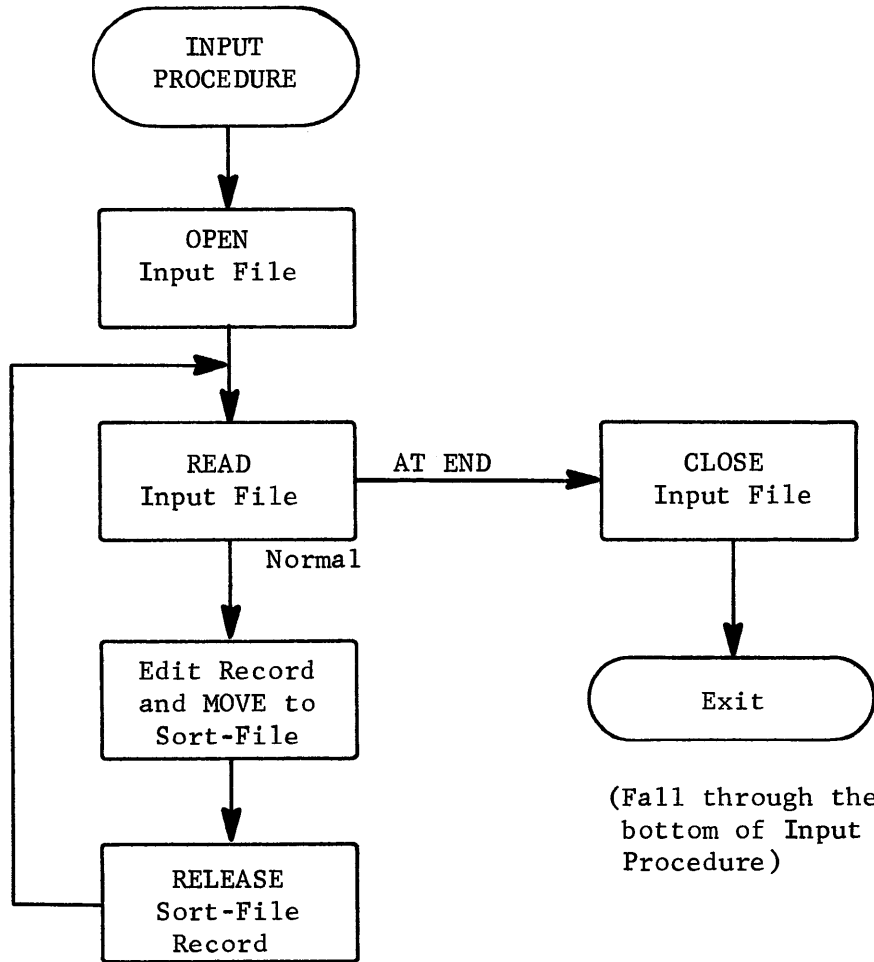 INPUT
PROCEDURE
OPEN
Input File
READ
Input File
AT END
CLOSE
Input File
Normal
Edit Record
and MOVE to
Sort-File
Exit
(Fall through the
bottom of Input
Procedure)
RELEASE
Sort-File
Record